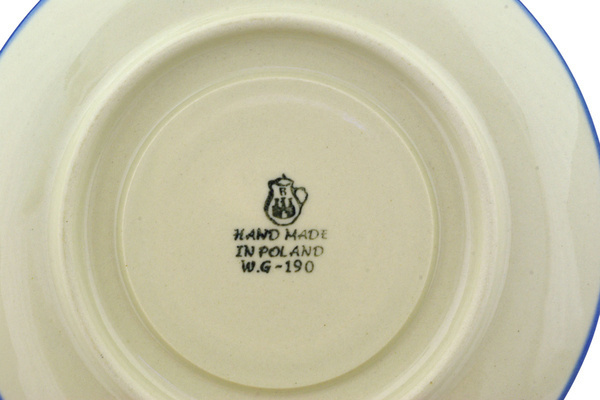 B
HAND MADE
IN POLAND
W.G-190